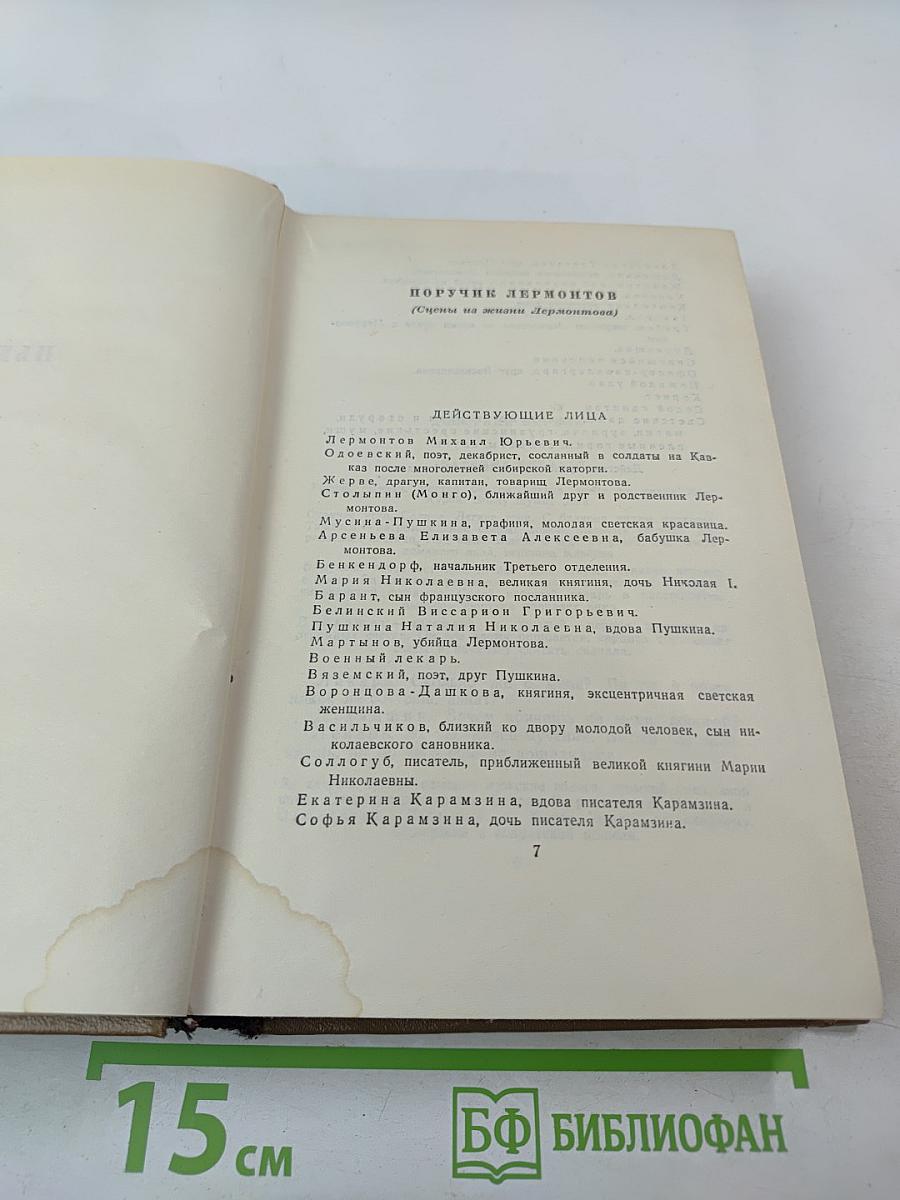 ПОРУЧИК ЛЕРМОНТОВ
(Сцены из жизни Лермонтова)
ДЕЙСТВУЮЩИЕ ЛИЦА
Лермонтов Михаил Юрьевич.
Одоевский, поэт, декабрист, сосланный в солдаты на Кав-
каз после многолетней сибирской каторги.
Жерве, драгун, капитан, товарищ Лермонтова.
Столыпин (Монго), ближайший друг и родственник Лер-
монтова.
Мусина-Пушкина, графиня, молодая светская красавица.
Арсеньева Елизавета Алексеевна, бабушка Лер-
монтова.
Бенкендорф, начальник Третьего отделения.
Мария Николаевна, великая княгиня, дочь Николая I.
Барант, сын французского посланника.
Белинский Виссарион Григорьевич.
Пушкина Наталия Николаевна, вдова Пушкина.
Мартынов, убийца Лермонтова.
Военный лекарь.
Вяземский, поэт, друг Пушкина.
Воронцова-Дашкова, княгиня, эксцентричная светская
женщина.
Васильчиков, близкий ко двору молодой человек, сын ни-
колаевского сановника.
Соллогуб, писатель, приближенный великой княгини Марии
Николаевны.
Екатерина Карамзина, вдова писателя Карамзина.
Софья Карамзина, дочь писателя Карамзина.
7
15 см
БФ БИБЛИОФАН